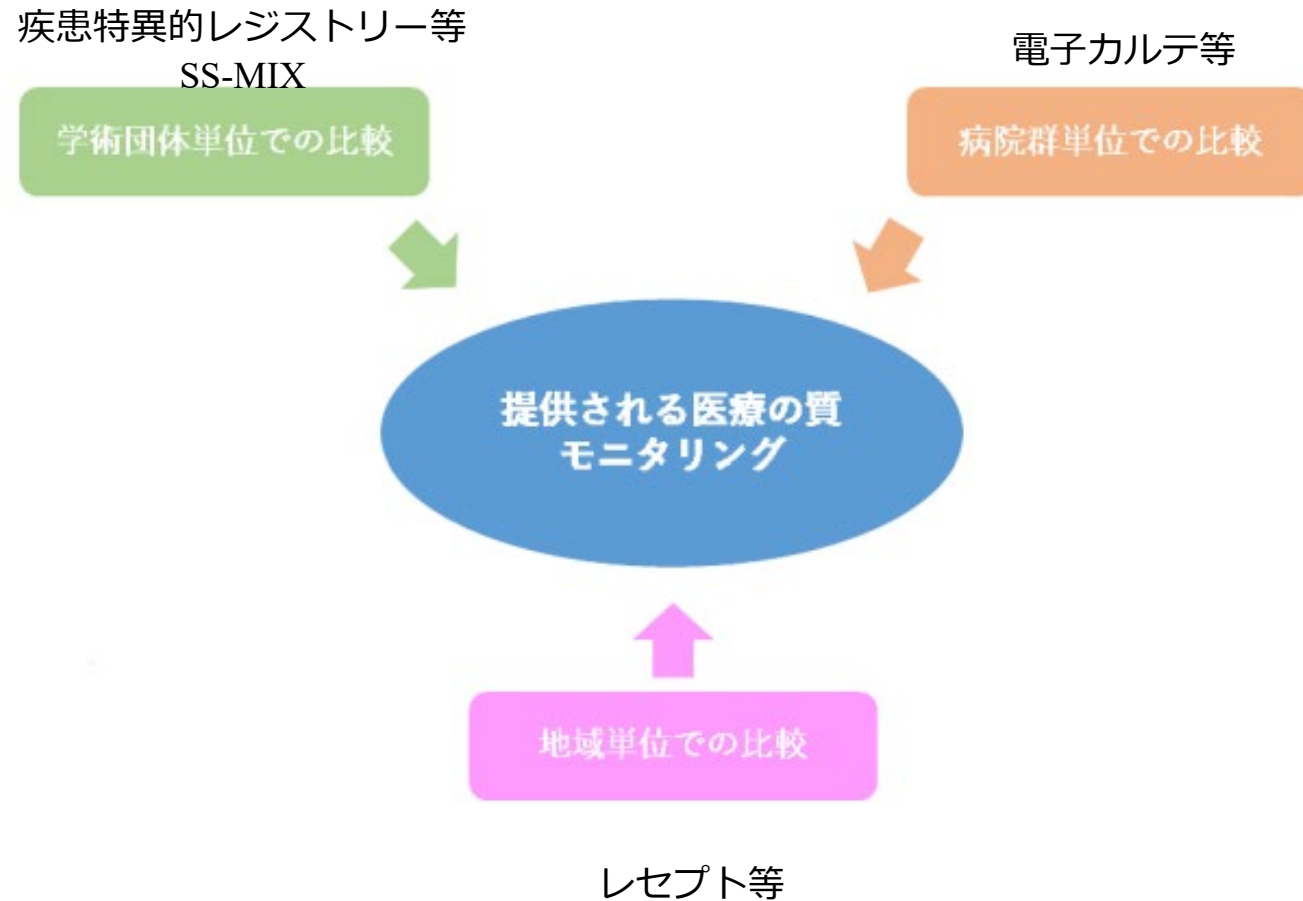 疾患特異的レジストリー等
SS-MIX
学術団体単位での比較
電子カルテ等
病院群単位での比較
提供される医療の質
モニタリング
地域単位での比較
レセプト等